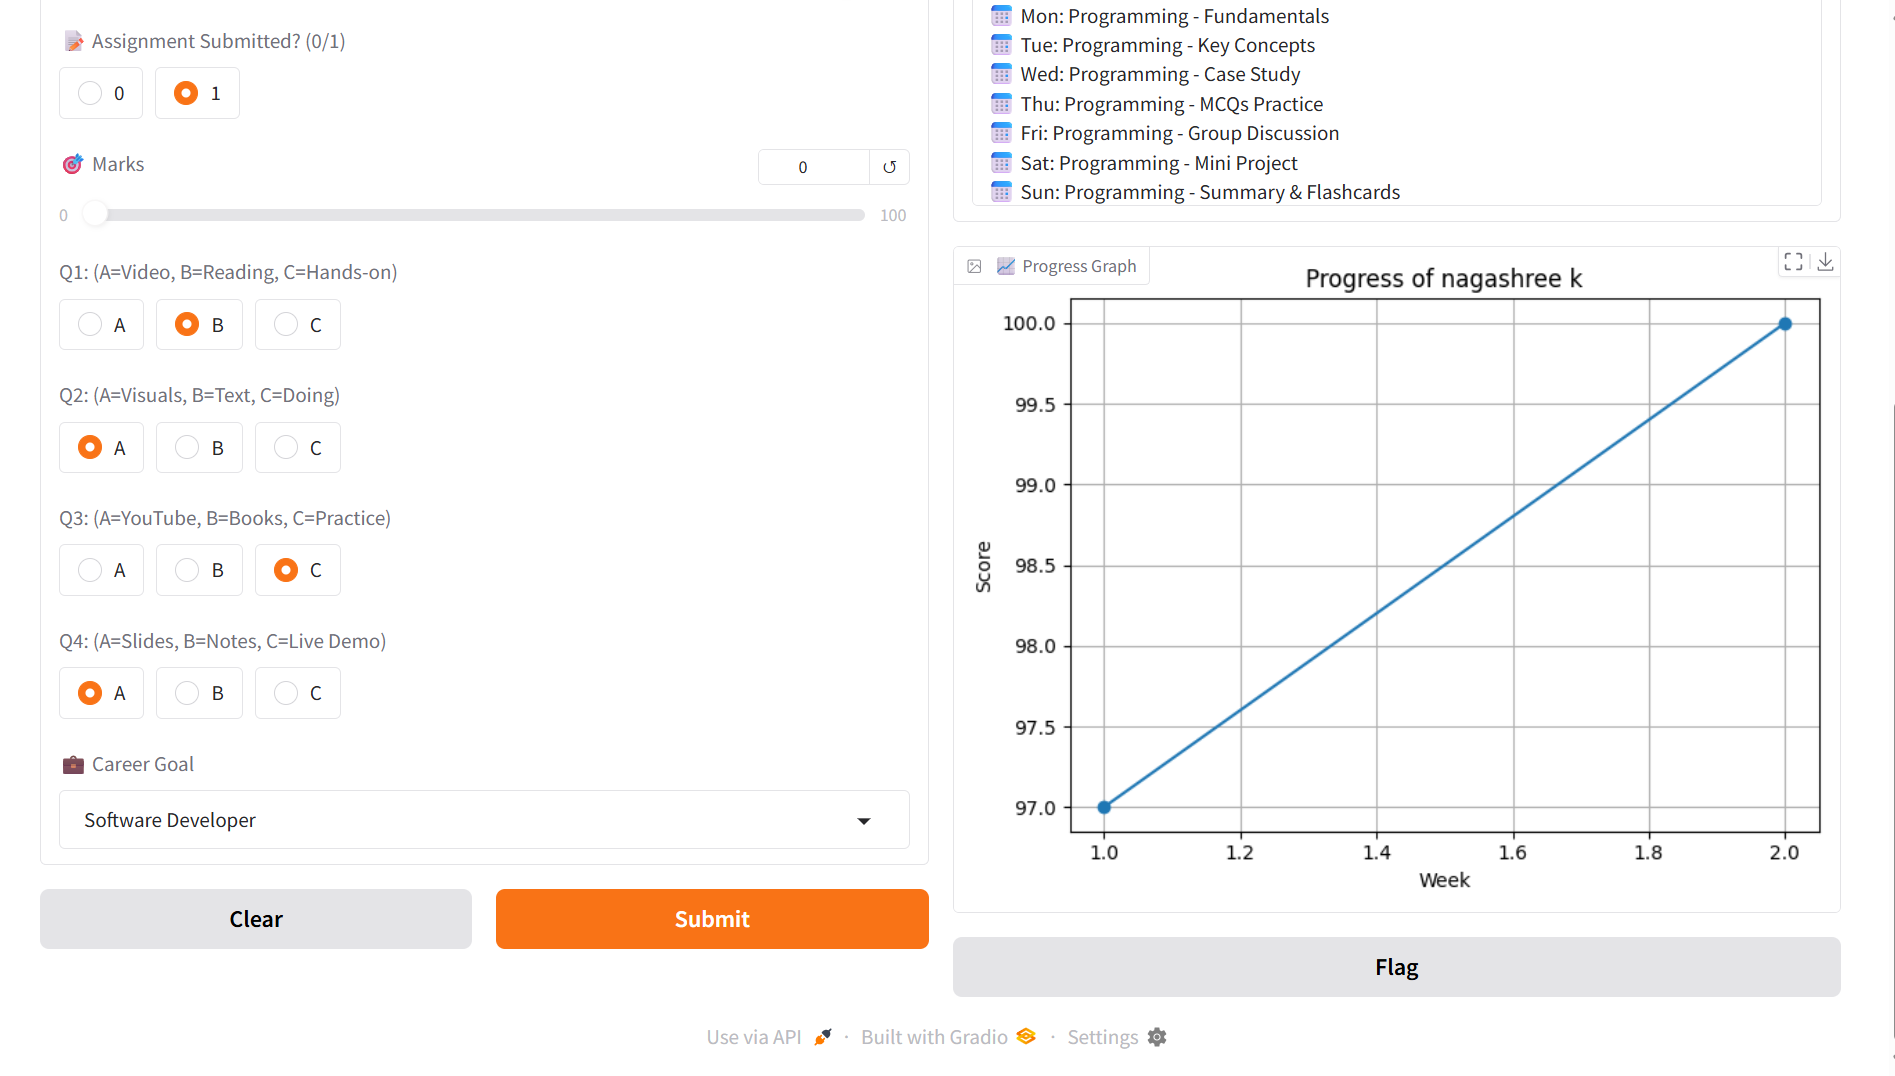 Assignment Submitted? (0/1)
0
1
Marks
0
0
100
Q1: (A=Video, B=Reading, C=Hands-on)
A
B
C
Q2: (A=Visuals, B=Text, C=Doing)
A
B
C
Q3: (A=YouTube, B=Books, C=Practice)
A
B
C
Q4: (A=Slides, B=Notes, C=Live Demo)
A
B
C
Career Goal
Software Developer
Clear
Submit
Mon: Programming - Fundamentals
Tue: Programming - Key Concepts
Wed: Programming - Case Study
Thu: Programming - MCQs Practice
Fri: Programming - Group Discussion
Sat: Programming - Mini Project
Sun: Programming - Summary & Flashcards
Progress Graph
Progress of nagashree k
100.0
99.5
99.0
98.5
98.0
97.5
97.0
Score
1.0
1.2
1.4
1.6
1.8
2.0
Week
Flag
Use via API · Built with Gradio · Settings